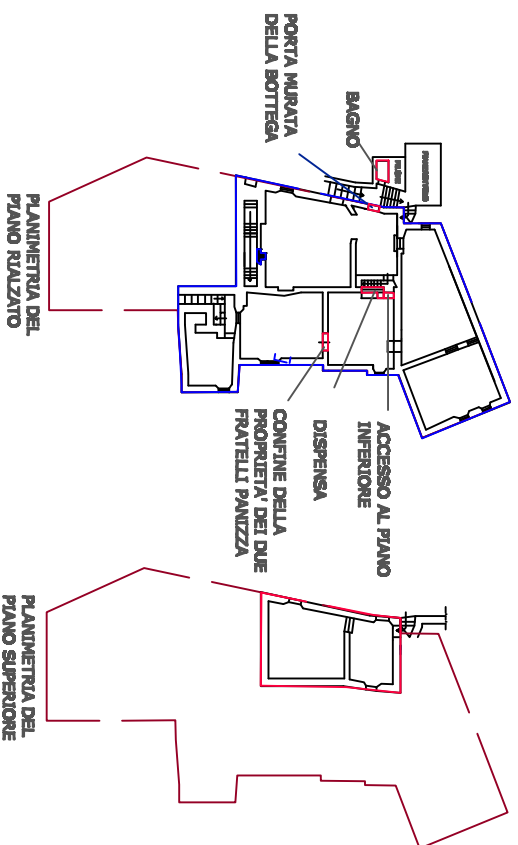 PORTA MURATA
DELLA BOTTEGA
BAGNO
PLANIMETRIA DEL
PIANO RIALZATO
ACCESSO AL PIANO
INFERIORE
DISPENSA
CONFINE DELLA
PROPRIETA' DEI DUE
FRATELLI PANIZZA
PLANIMETRIA DEL
PIANO SUPERIORE